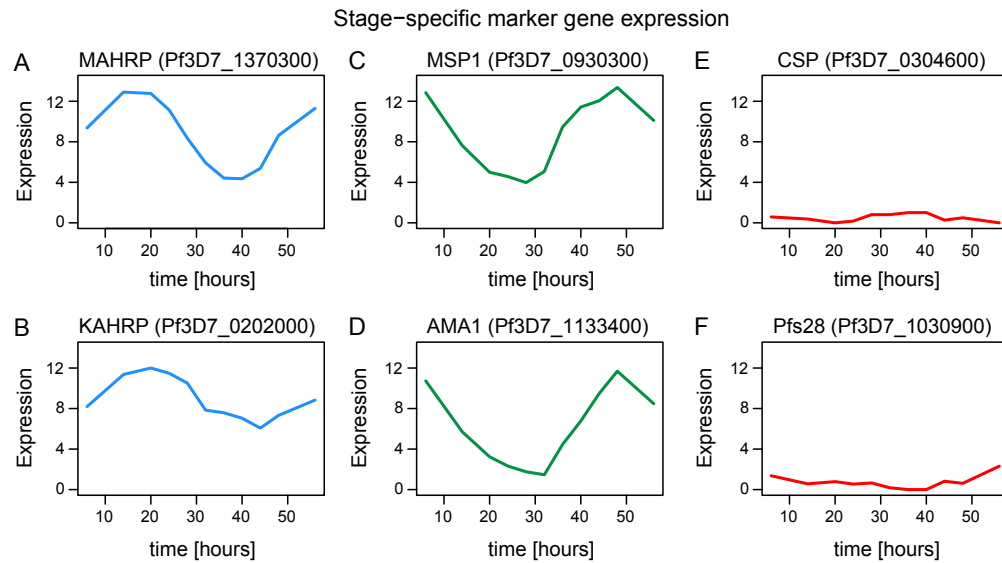 Stage−specific marker gene expression
A
MAHRP (Pf3D7_1370300)
Expression
12
8
4
0
10 20 30 40 50
time [hours]
C
MSP1 (Pf3D7_0930300)
Expression
12
8
4
0
10 20 30 40 50
time [hours]
E
CSP (Pf3D7_0304600)
Expression
12
8
4
0
10 20 30 40 50
time [hours]
B
KAHRP (Pf3D7_0202000)
Expression
12
8
4
0
10 20 30 40 50
time [hours]
D
AMA1 (Pf3D7_1133400)
Expression
12
8
4
0
10 20 30 40 50
time [hours]
F
Pfs28 (Pf3D7_1030900)
Expression
12
8
4
0
10 20 30 40 50
time [hours]